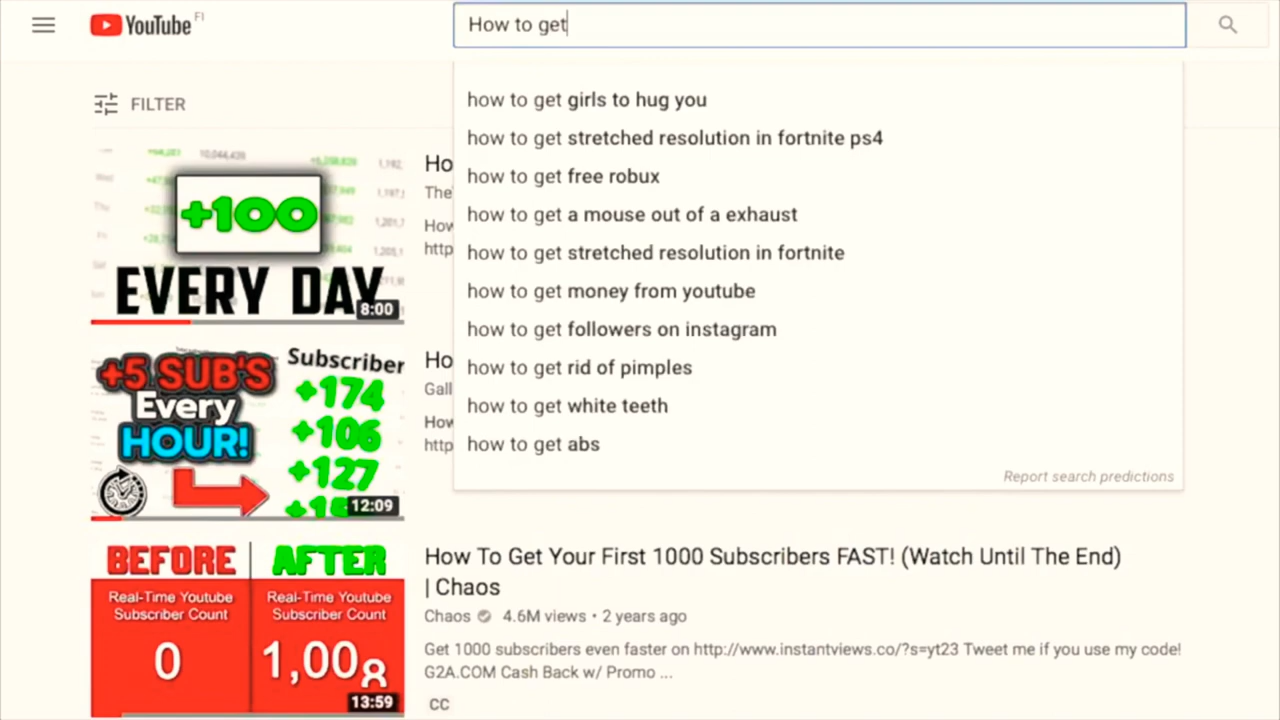 YouTube FI
How to get
FILTER
how to get girls to hug you
how to get stretched resolution in fortnite ps4
how to get free robux
how to get a mouse out of a exhaust
how to get stretched resolution in fortnite
how to get money from youtube
how to get followers on instagram
how to get rid of pimples
how to get white teeth
how to get abs
Report search predictions
+100
EVERY DAY
8:00
Ho
The
How
http
+5 SUB'S
Every
HOUR!
Subscriber
+174
+106
+127
12:09
Ho
Gall
How
http
BEFORE
AFTER
Real-Time Youtube
Subscriber Count
0
Real-Time Youtube
Subscriber Count
1,008
13:59
How To Get Your First 1000 Subscribers FAST! (Watch Until The End)
| Chaos
Chaos 4.6M views • 2 years ago
Get 1000 subscribers even faster on http://www.instantviews.co/?s=yt23 Tweet me if you use my code!
G2A.COM Cash Back w/ Promo ...
CC